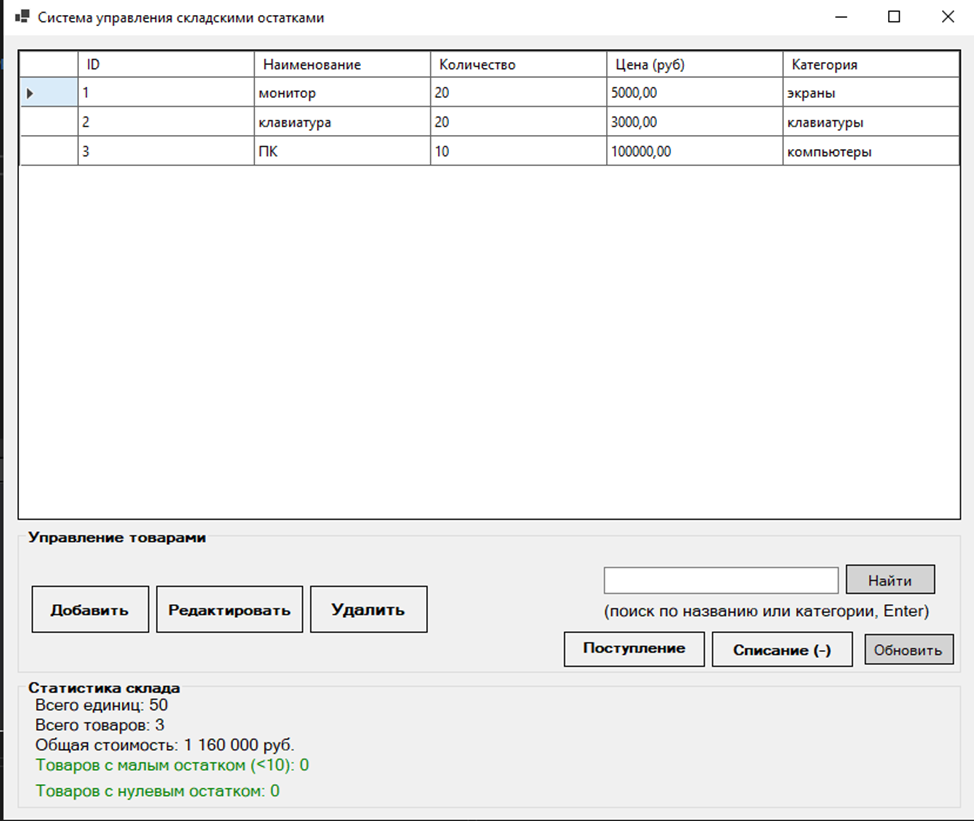 Система управления складскими остатками
ID Наименование Количество Цена (руб) Категория
1 монитор 20 5000,00 экраны
2 клавиатура 20 3000,00 клавиатуры
3 ПК 10 100000,00 компьютеры
Управление товарами
Добавить Редактировать Удалить
Найти
(поиск по названию или категории, Enter)
Поступление Списание (-) Обновить
Статистика склада
Всего единиц: 50
Всего товаров: 3
Общая стоимость: 1 160 000 руб.
Товаров с малым остатком (<10): 0
Товаров с нулевым остатком: 0